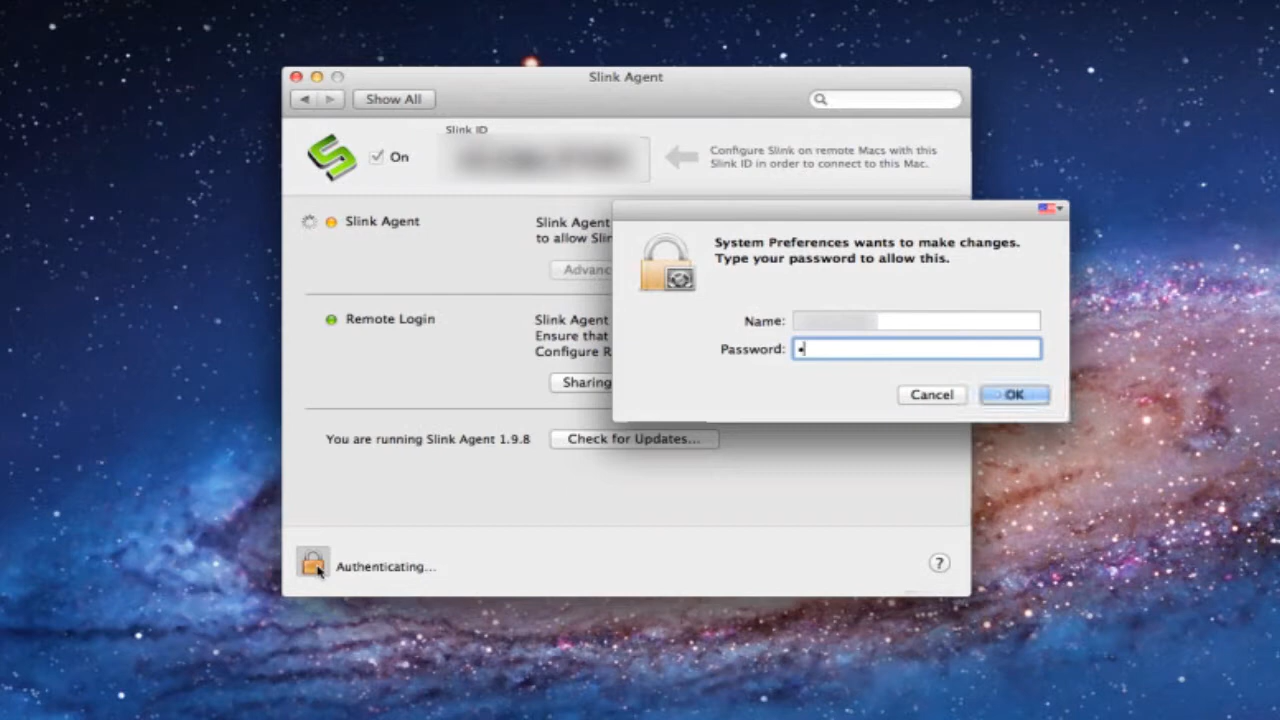 Slink Agent
Show All
Slink ID
On
Configure Slink on remote Macs with this
Slink ID in order to connect to this Mac.
Slink Agent
Slink Agent
to allow Slin
Advanc
Remote Login
Slink Agent
Ensure that
Configure R
Sharing
You are running Slink Agent 1.9.8
Check for Updates...
Authenticating...
?
System Preferences wants to make changes.
Type your password to allow this.
Name:
Password:
Cancel
OK